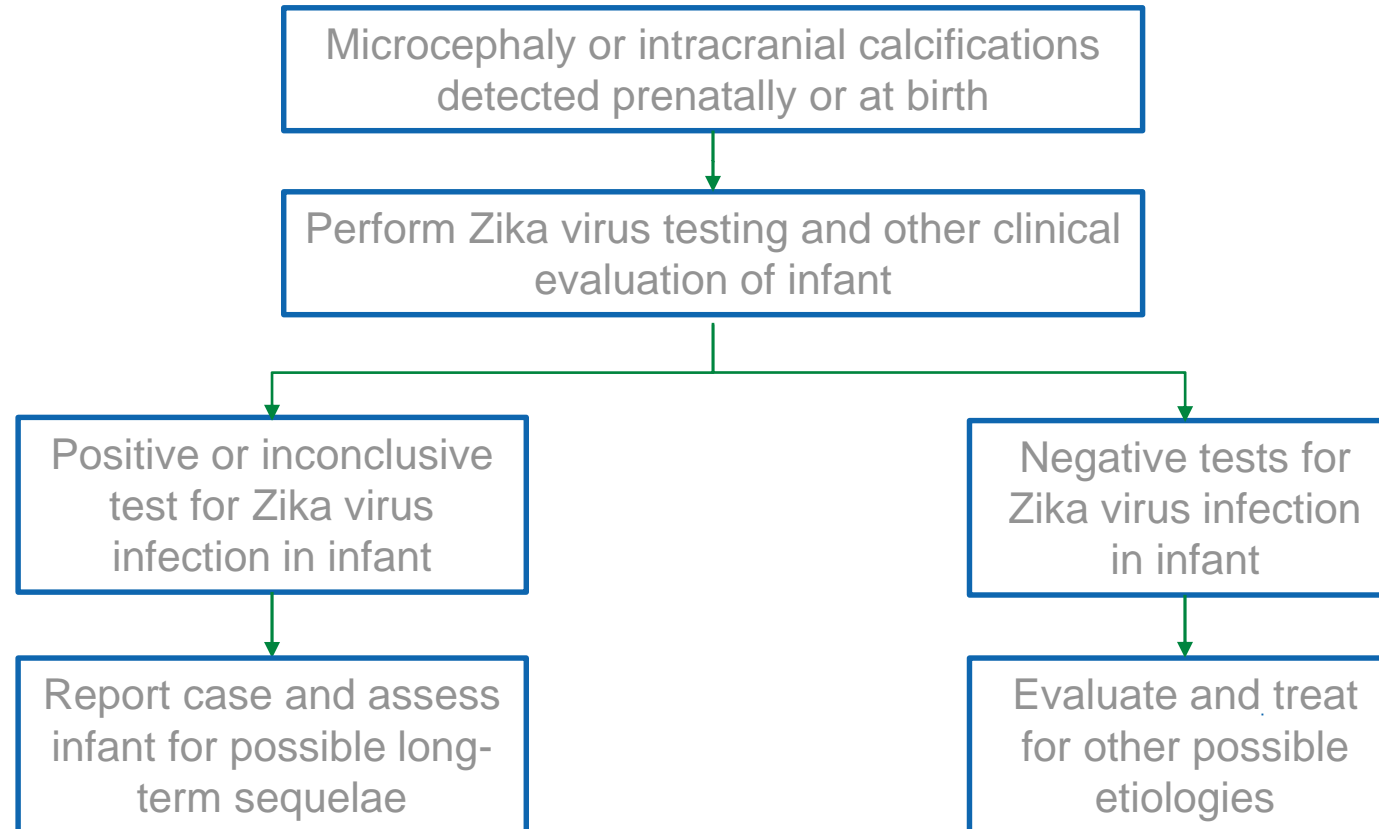 Microcephaly or intracranial calcifications
detected prenatally or at birth
Perform Zika virus testing and other clinical
evaluation of infant
Positive or inconclusive
test for Zika virus
infection in infant
Negative tests for
Zika virus infection
in infant
Report case and assess
infant for possible long-
term sequelae
Evaluate and treat
for other possible
etiologies